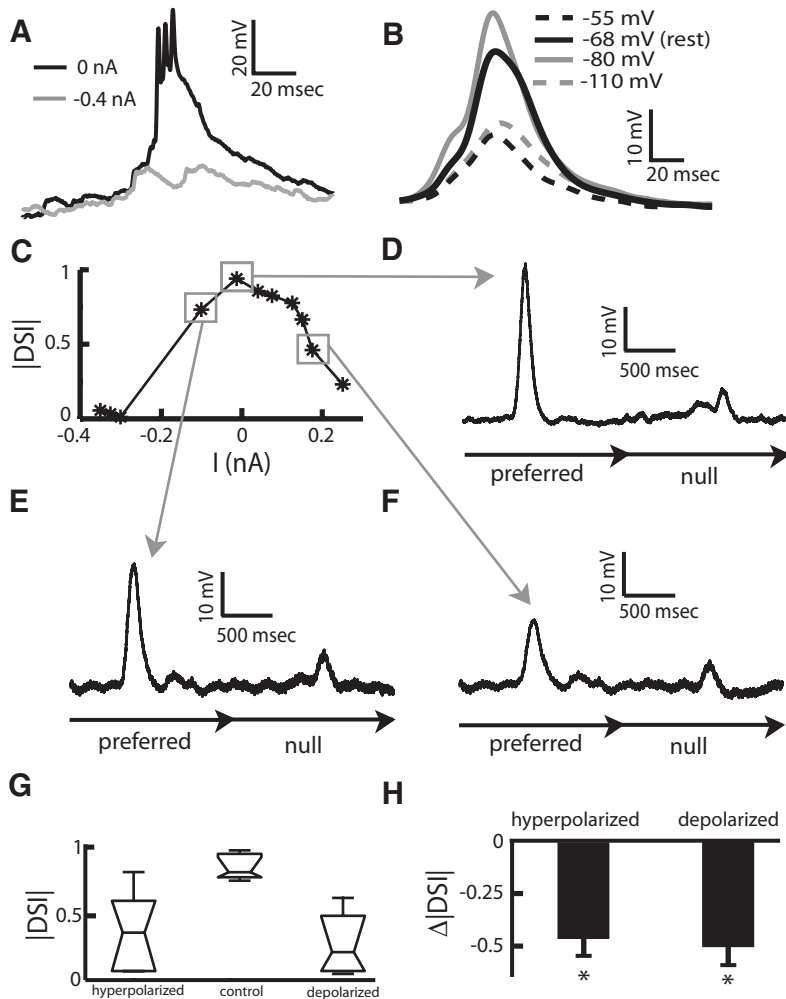 A
0 nA
-0.4 nA
20 mV
20 msec
B
-55 mV
-68 mV (rest)
-80 mV
-110 mV
10 mV
20 msec
C
|DSI|
1
0.5
0
-0.4
-0.2
0
0.2
I (nA)
D
10 mV
500 msec
preferred
null
E
10 mV
500 msec
preferred
null
F
10 mV
500 msec
preferred
null
G
|DSI|
1
0.5
0
hyperpolarized
control
depolarized
H
hyperpolarized
depolarized
Δ|DSI|
0
-0.25
-0.5
*
*